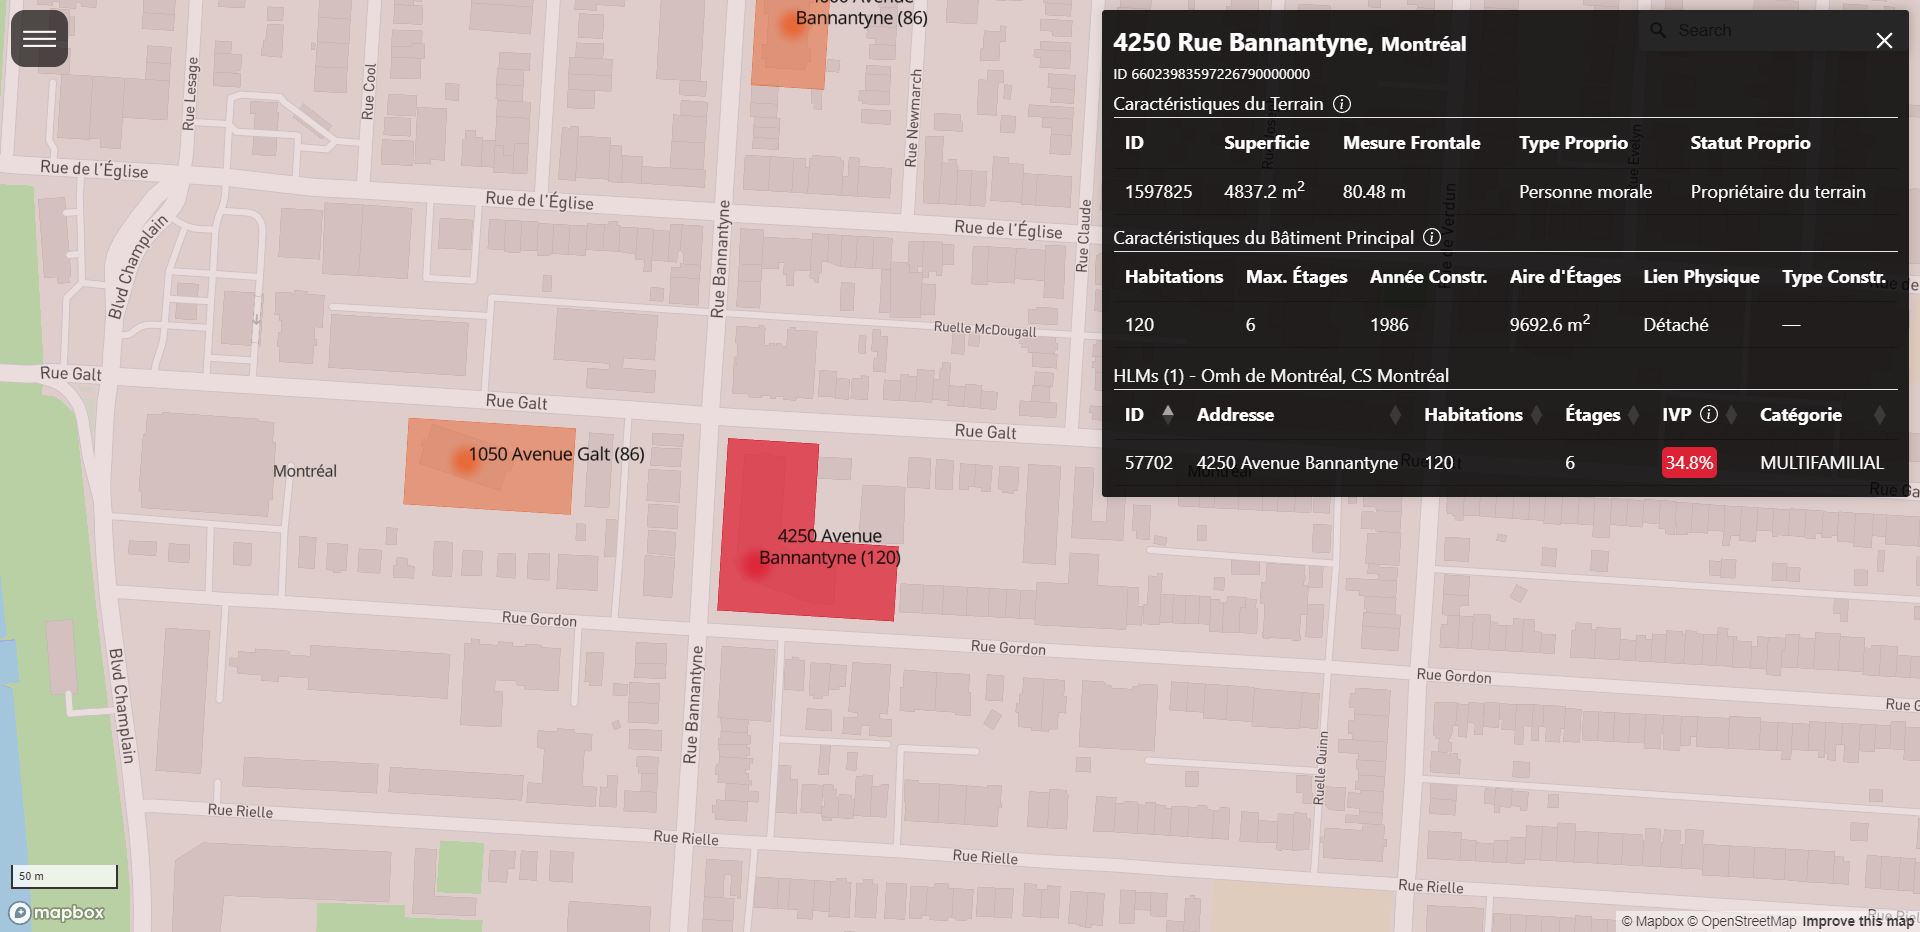 Bannantyne (86)
Rue Lesage
Rue Cool
Rue Newmarch
Rue de l'Église
Rue de l'Église
Rue de l'Église
Rue Claude
Blvd Champlain
Rue Bannantyne
Ruelle McDougall
Rue Galt
Rue Galt
Rue Galt
Montréal
1050 Avenue Galt (86)
4250 Avenue
Bannantyne (120)
Rue Gordon
Rue Gordon
Rue Gordon
Blvd Champlain
Rue Bannantyne
Ruelle Quinn
Rue Rielle
Rue Rielle
Rue Rielle
Rue Rielle
50 m
mapbox
© Mapbox © OpenStreetMap Improve this map
Search
4250 Rue Bannantyne, Montréal
ID 66023983597226790000000
Caractéristiques du Terrain
ID Superficie Mesure Frontale Type Proprio Statut Proprio
1597825 4837.2 m² 80.48 m Personne morale Propriétaire du terrain
Caractéristiques du Bâtiment Principal
Habitations Max. Étages Année Constr. Aire d'Étages Lien Physique Type Constr.
120 6 1986 9692.6 m² Détaché —
HLMs (1) - Omh de Montréal, CS Montréal
ID Addresse Habitations Étages IVP Catégorie
57702 4250 Avenue Bannantyne 120 6 34.8% MULTIFAMILIAL